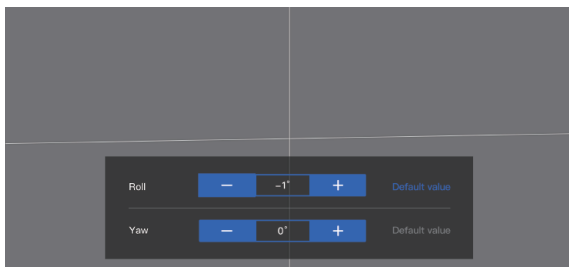 Roll − −1° + Default value
Yaw − 0° + Default value